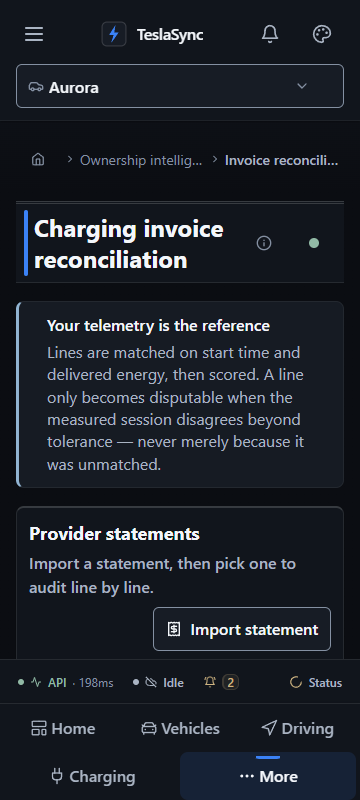 TeslaSync
Aurora
Ownership intellig... Invoice reconcili...
Charging invoice
reconciliation
Your telemetry is the reference
Lines are matched on start time and
delivered energy, then scored. A line
only becomes disputable when the
measured session disagrees beyond
tolerance — never merely because it
was unmatched.
Provider statements
Import a statement, then pick one to
audit line by line.
Import statement
API · 198ms Idle 2 Status
Home Vehicles Driving
Charging More